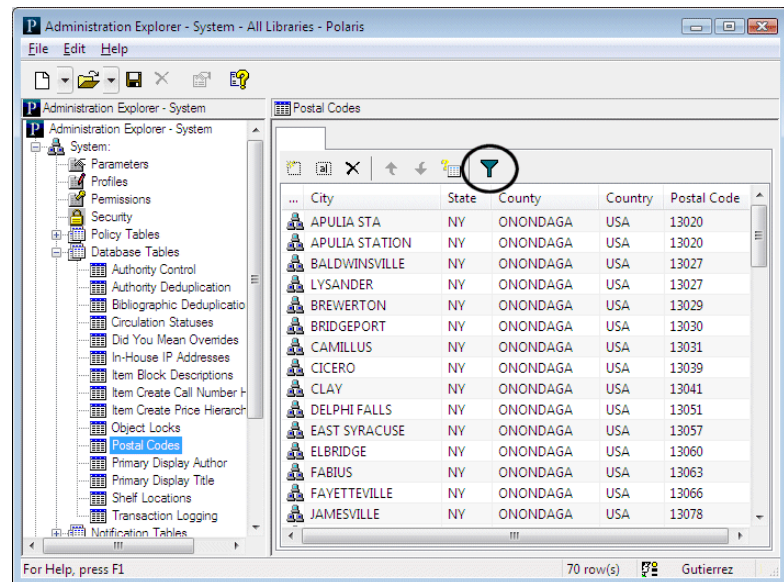 Administration Explorer - System - All Libraries - Polaris
File Edit Help
Administration Explorer - System
Postal Codes
Administration Explorer - System
System:
Parameters
Profiles
Permissions
Security
Policy Tables
Database Tables
Authority Control
Authority Deduplication
Bibliographic Deduplicatio
Circulation Statuses
Did You Mean Overrides
In-House IP Addresses
Item Block Descriptions
Item Create Call Number H
Item Create Price Hierarch
Object Locks
Postal Codes
Primary Display Author
Primary Display Title
Shelf Locations
Transaction Logging
Notification Tables
... City State County Country Postal Code
APULIA STA NY ONONDAGA USA 13020
APULIA STATION NY ONONDAGA USA 13020
BALDWINSVILLE NY ONONDAGA USA 13027
LYSANDER NY ONONDAGA USA 13027
BREWERTON NY ONONDAGA USA 13029
BRIDGEPORT NY ONONDAGA USA 13030
CAMILLUS NY ONONDAGA USA 13031
CICERO NY ONONDAGA USA 13039
CLAY NY ONONDAGA USA 13041
DELPHI FALLS NY ONONDAGA USA 13051
EAST SYRACUSE NY ONONDAGA USA 13057
ELBRIDGE NY ONONDAGA USA 13060
FABIUS NY ONONDAGA USA 13063
FAYETTEVILLE NY ONONDAGA USA 13066
JAMESVILLE NY ONONDAGA USA 13078
For Help, press F1 70 row(s) Gutierrez